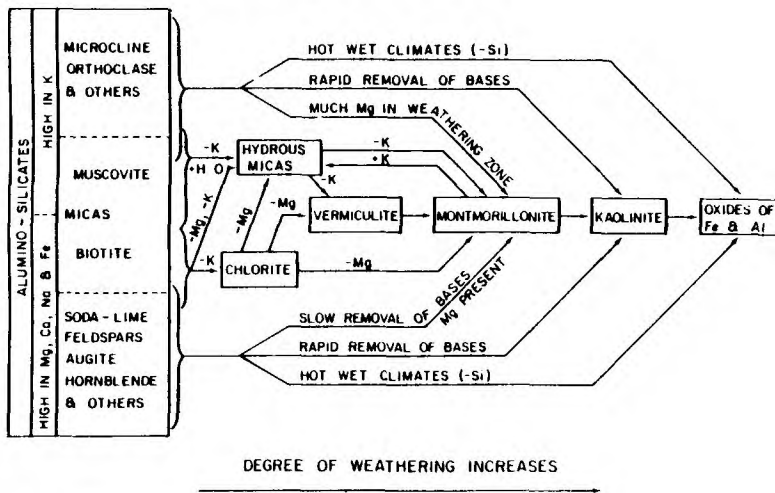 ALUMINO-SILICATES
HIGH IN K
HIGH IN Mg, Ca, Na & Fe
MICROCLINE
ORTHOCLASE
& OTHERS
MUSCOVITE
MICAS
BIOTITE
SODA-LIME
FELDSPARS
AUGITE
HORNBLENDE
& OTHERS
HOT WET CLIMATES (-Si)
RAPID REMOVAL OF BASES
MUCH Mg IN WEATHERING ZONE
-K
+H O
HYDROUS
MICAS
-K
+K
-K
-Mg, -K
-Mg
-Mg
VERMICULITE
MONTMORILLONITE
KAOLINITE
OXIDES OF
Fe & Al
-K
CHLORITE
-Mg
SLOW REMOVAL OF BASES
Mg PRESENT
RAPID REMOVAL OF BASES
HOT WET CLIMATES (-Si)
DEGREE OF WEATHERING INCREASES